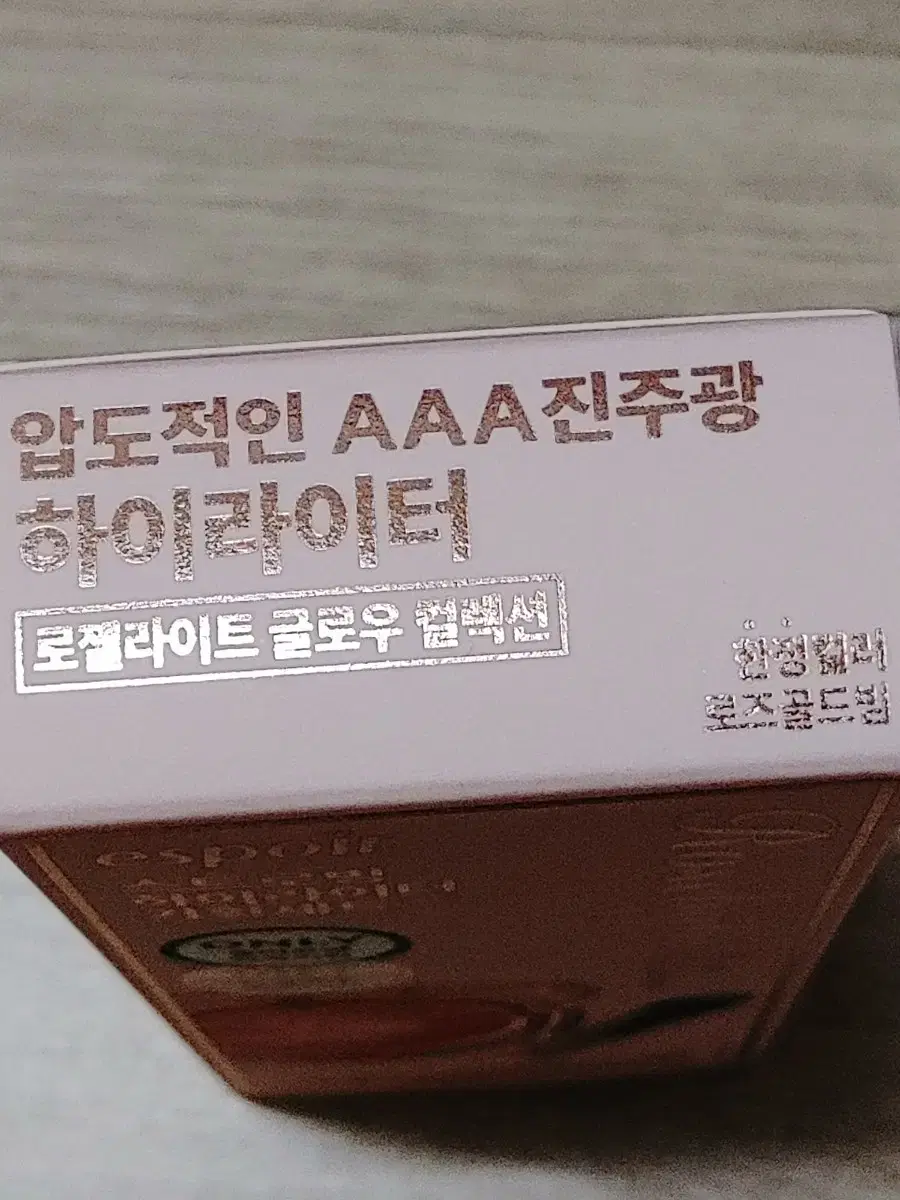 압도적인 AAA진주광
하이라이터
로젤라이트 글로우 컬렉션
한정컬러
로즈골드빔
espoir
ONLY